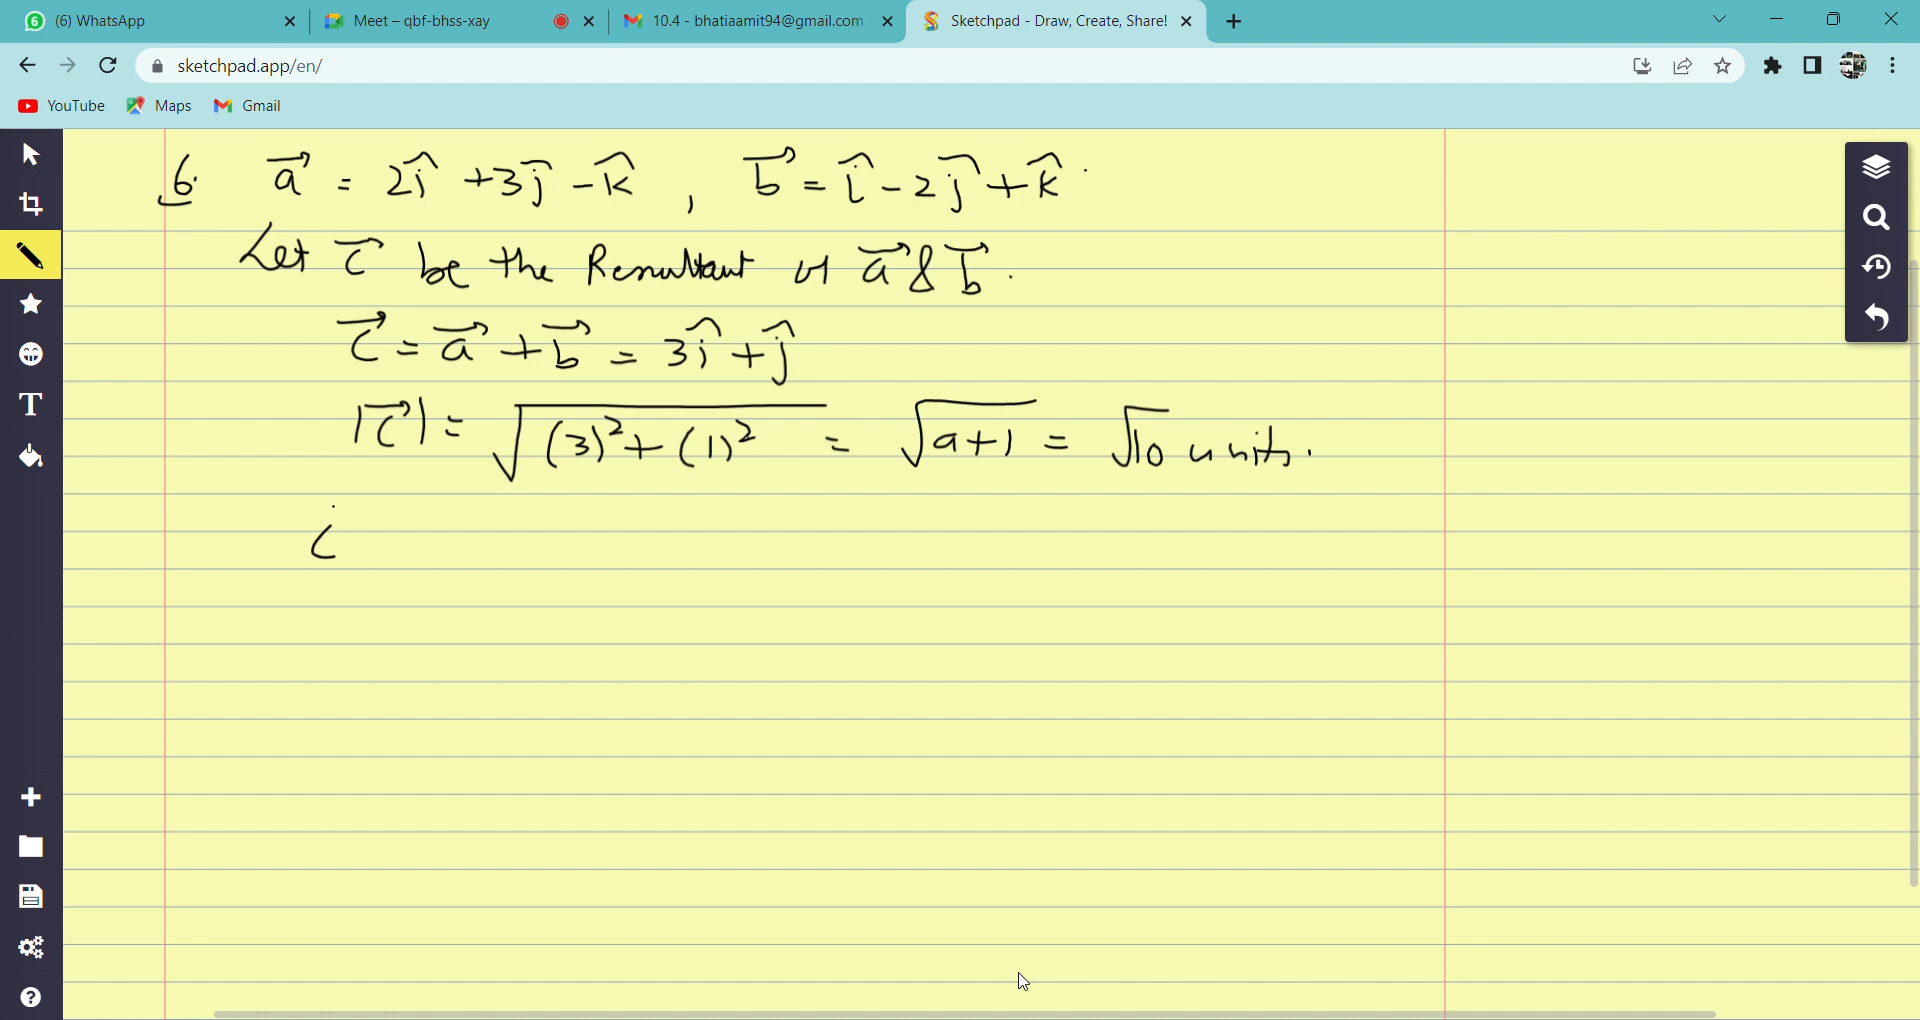 (6) WhatsApp
Meet – qbf-bhss-xay
10.4 - bhatiaamit94@gmail.com
Sketchpad - Draw, Create, Share!
sketchpad.app/en/
YouTube
Maps
Gmail
6. a⃗ = 2î + 3ĵ - k̂ , b⃗ = î - 2ĵ + k̂ .
Let c⃗ be the Resultant of a⃗ & b⃗ .
c⃗ = a⃗ + b⃗ = 3î + ĵ
|c⃗| = √(3)² + (1)² = √9+1 = √10 units.
T